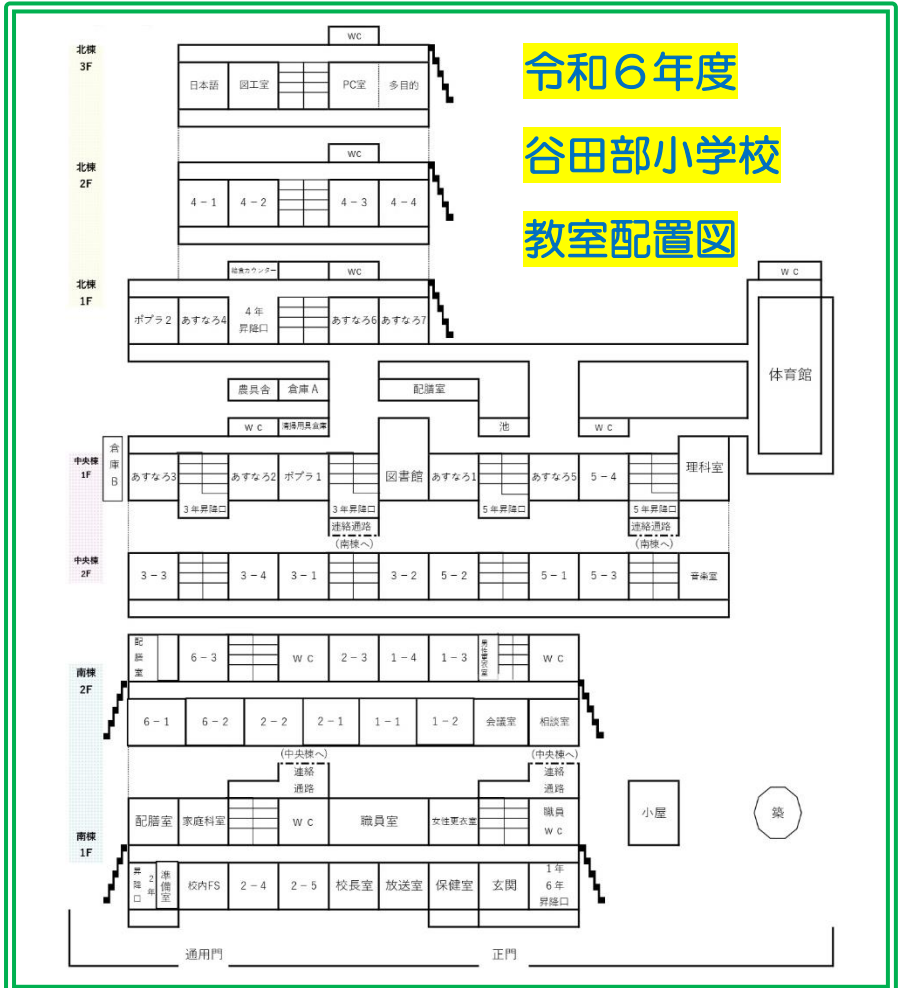 令和６年度
谷田部小学校
教室配置図
北棟
3F
WC
日本語 図工室 PC室 多目的
北棟
2F
WC
4－1 4－2 4－3 4－4
北棟
1F
給食カウンター WC WC
ポプラ2 あすなろ4 4年 昇降口 あすなろ6 あすなろ7
体育館
農具舎 倉庫A 配膳室
WC 清掃用具倉庫 池 WC
中央棟
1F
倉庫B あすなろ3 あすなろ2 ポプラ1 図書館 あすなろ1 あすなろ5 5－4 理科室
3年昇降口 3年昇降口 5年昇降口 5年昇降口
連絡通路 連絡通路
(南棟へ) (南棟へ)
中央棟
2F
3－3 3－4 3－1 3－2 5－2 5－1 5－3 音楽室
南棟
2F
配膳室 6－3 WC 2－3 1－4 1－3 男性更衣室 WC
6－1 6－2 2－2 2－1 1－1 1－2 会議室 相談室
(中央棟へ) (中央棟へ)
連絡 連絡
通路 通路
南棟
1F
配膳室 家庭科室 WC 職員室 女性更衣室 職員 WC
小屋 築
2年昇降口 準備室 校内FS 2－4 2－5 校長室 放送室 保健室 玄関 1年 6年 昇降口
通用門 正門